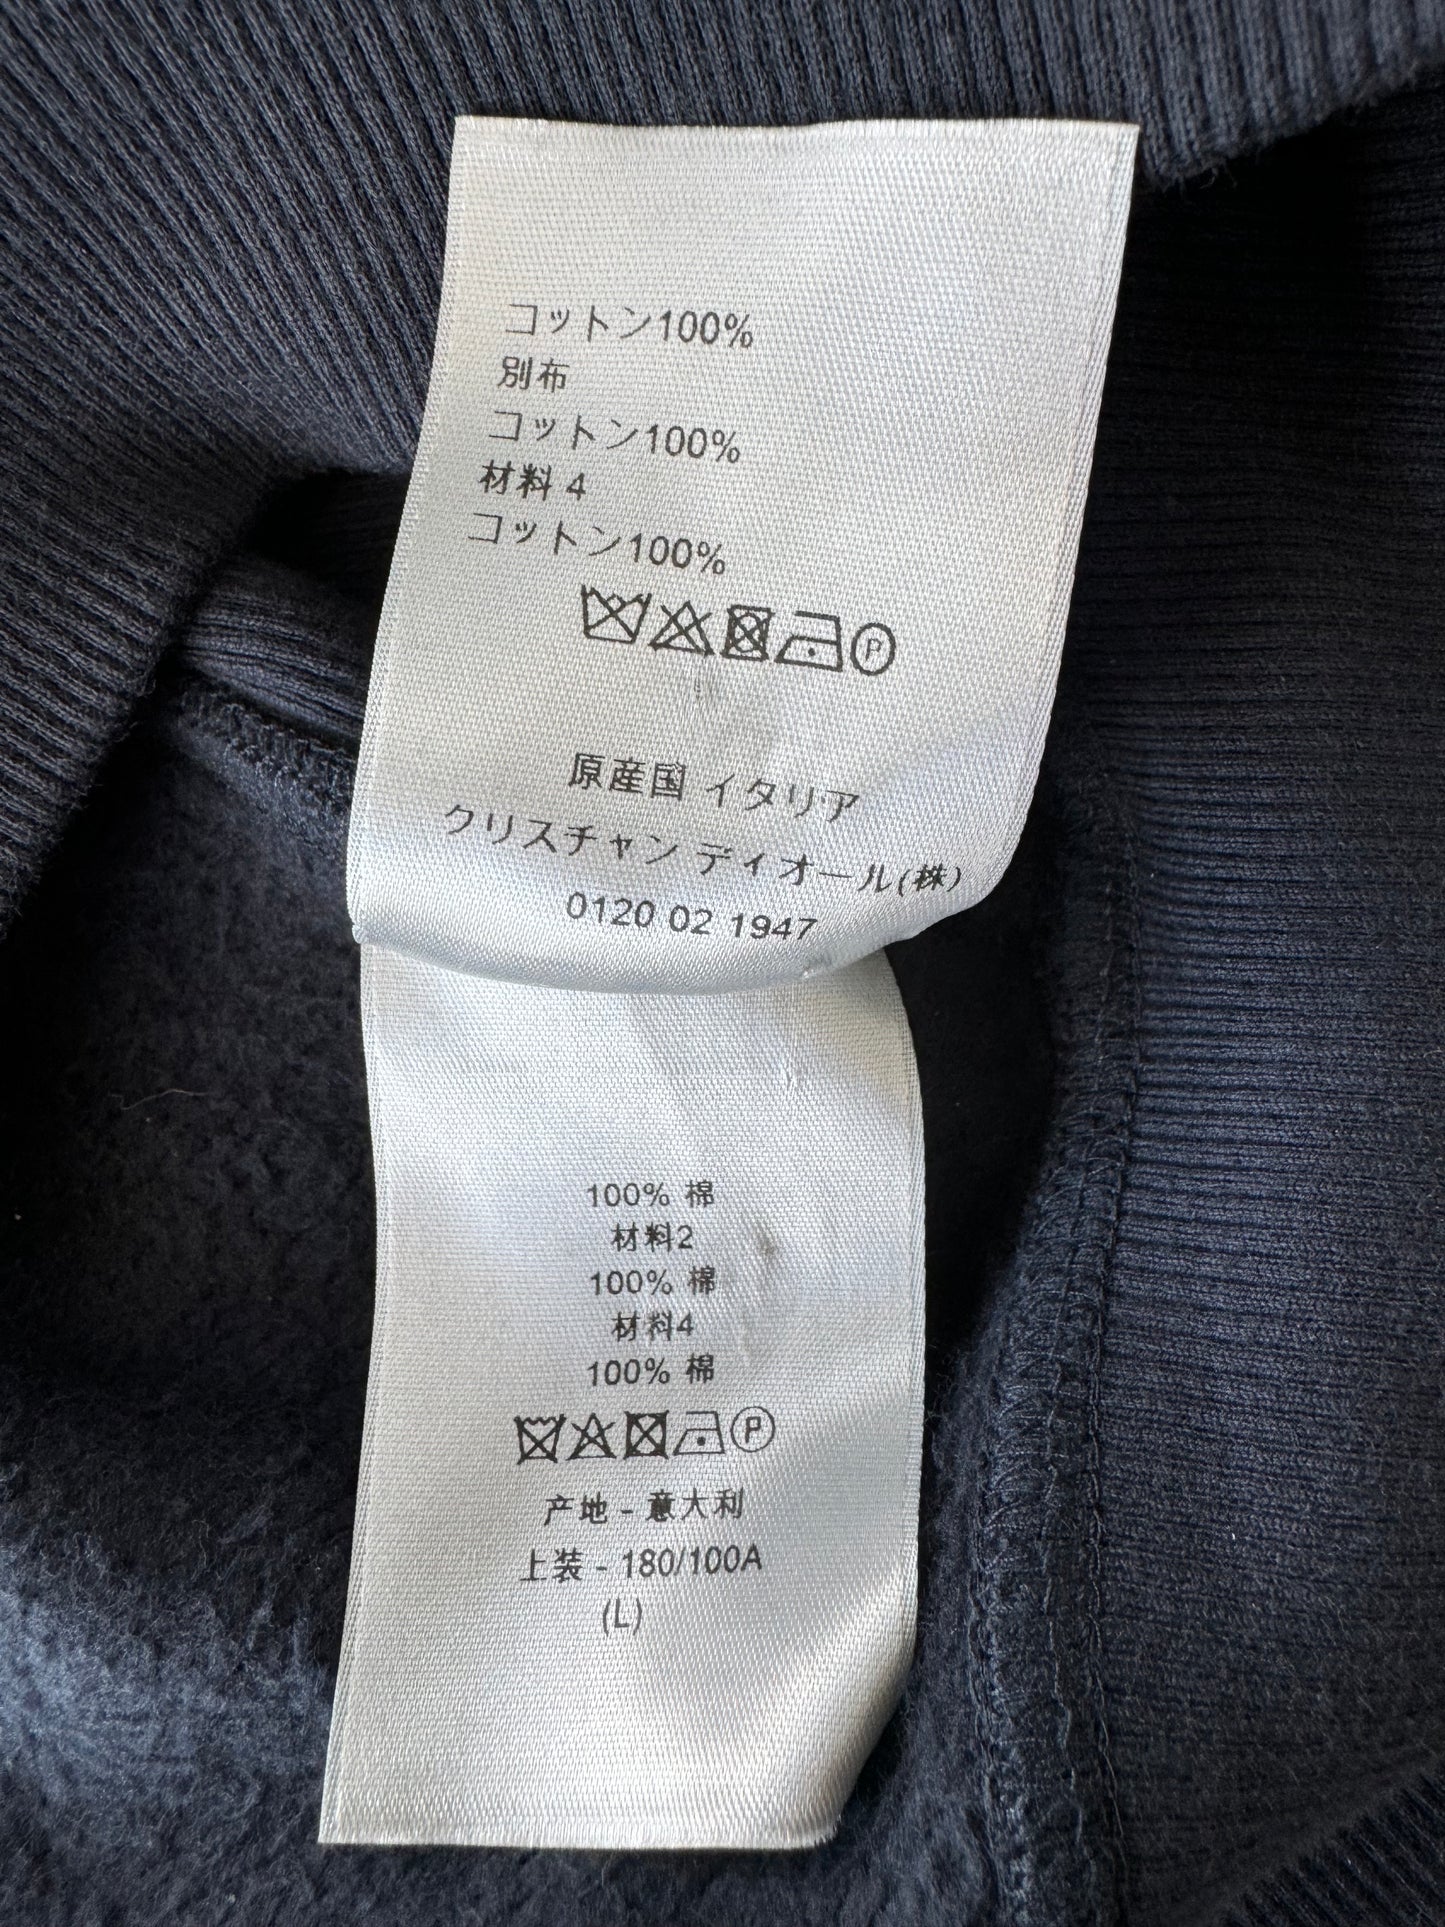 コットン100%
別布
コットン100%
材料 4
コットン100%
P
原産国 イタリア
クリスチャン ディオール(株)
0120 02 1947
100% 棉
材料2
100% 棉
材料4
100% 棉
P
产地 - 意大利
上装 - 180/100A
(L)